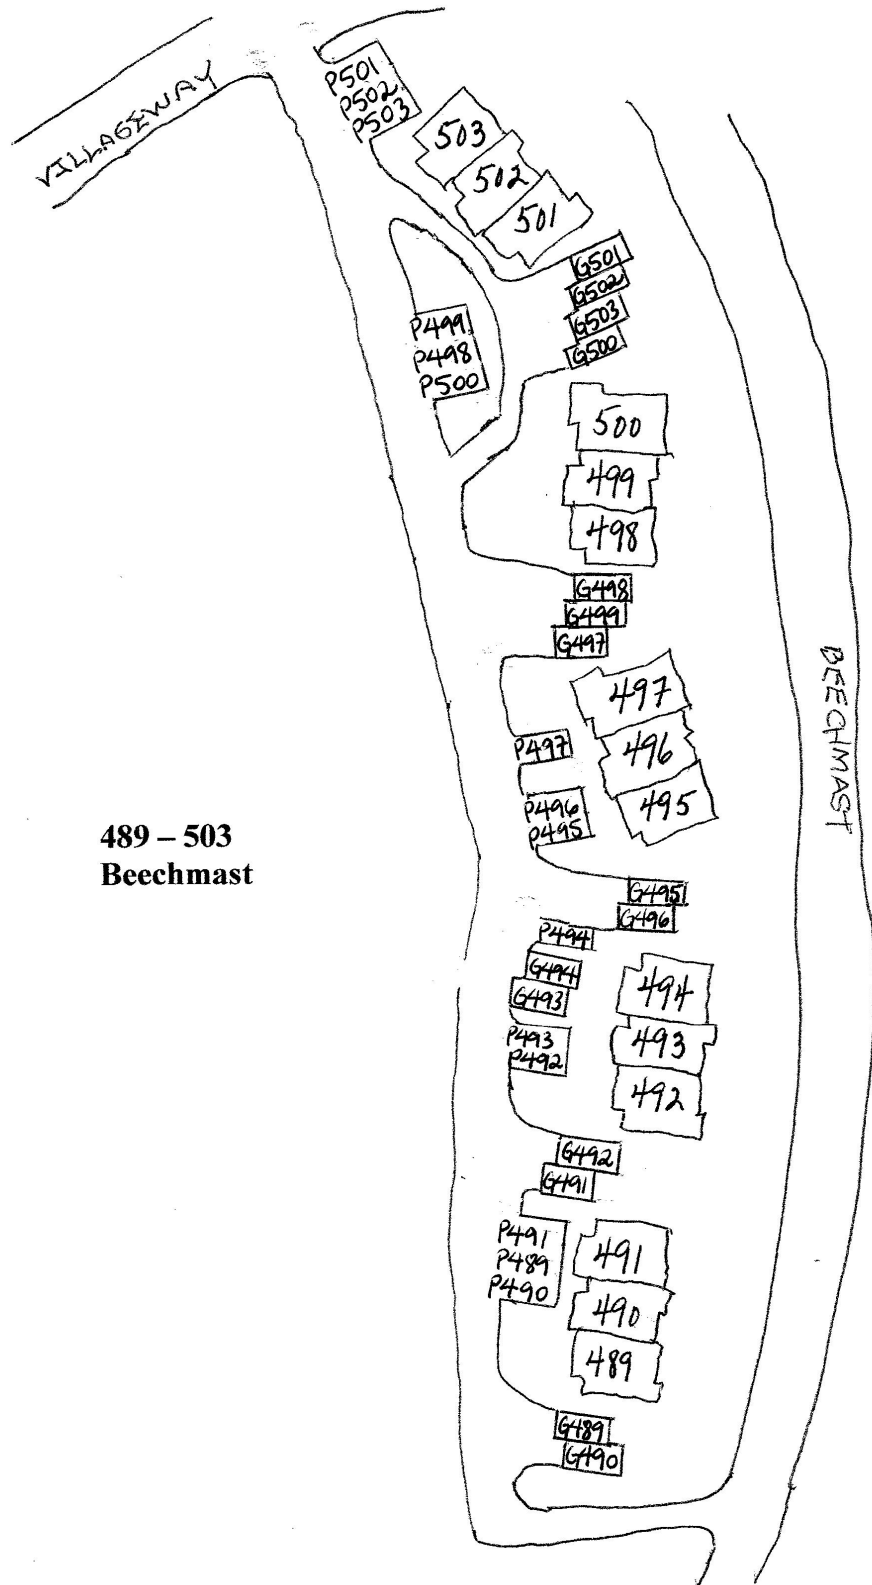 VILLAGEWAY
P501
P502
P503
503
502
501
G501
G502
G503
G500
P499
P498
P500
500
499
498
G498
G499
G497
497
496
495
P497
P496
P495
BEECHMAST
489 – 503
Beechmast
G495
G496
P494
G494
G493
P493
P492
494
493
492
G492
G491
P491
P489
P490
491
490
489
G489
G490